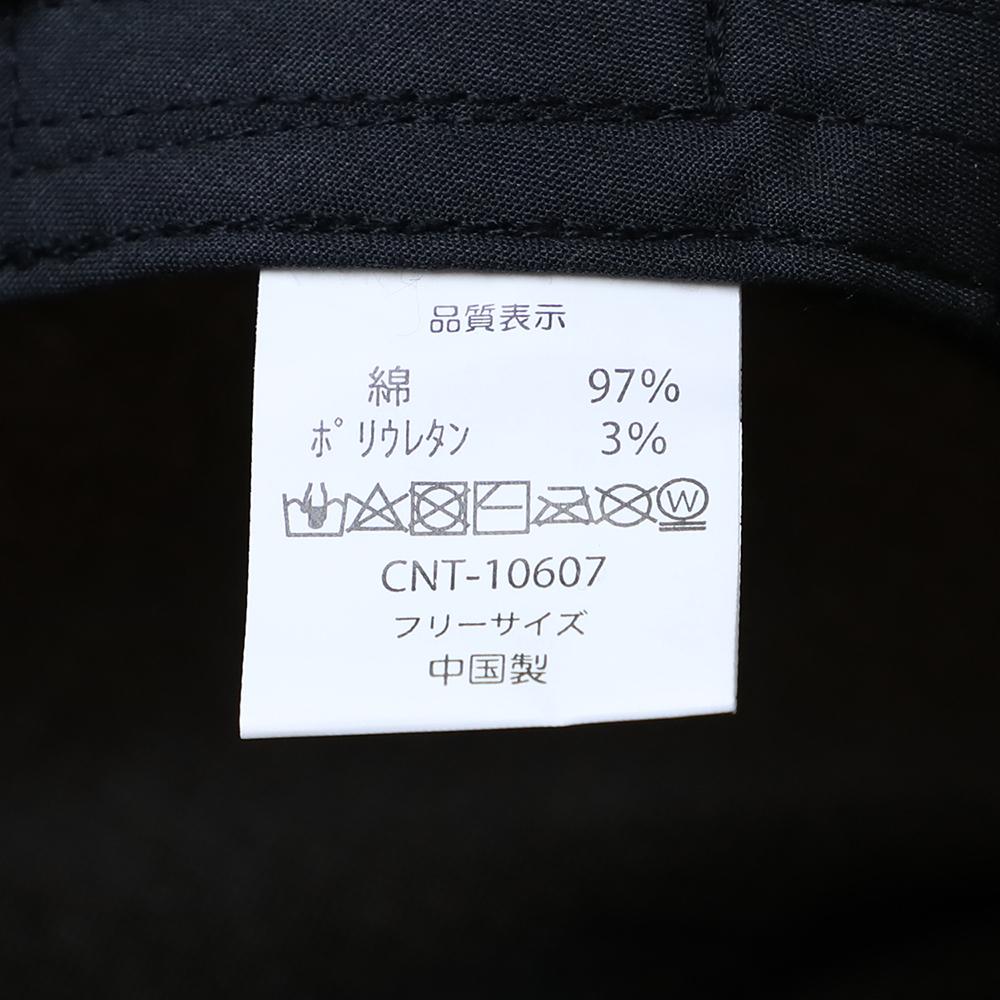 品質表示
綿 97%
ポリウレタン 3%
W
CNT-10607
フリーサイズ
中国製